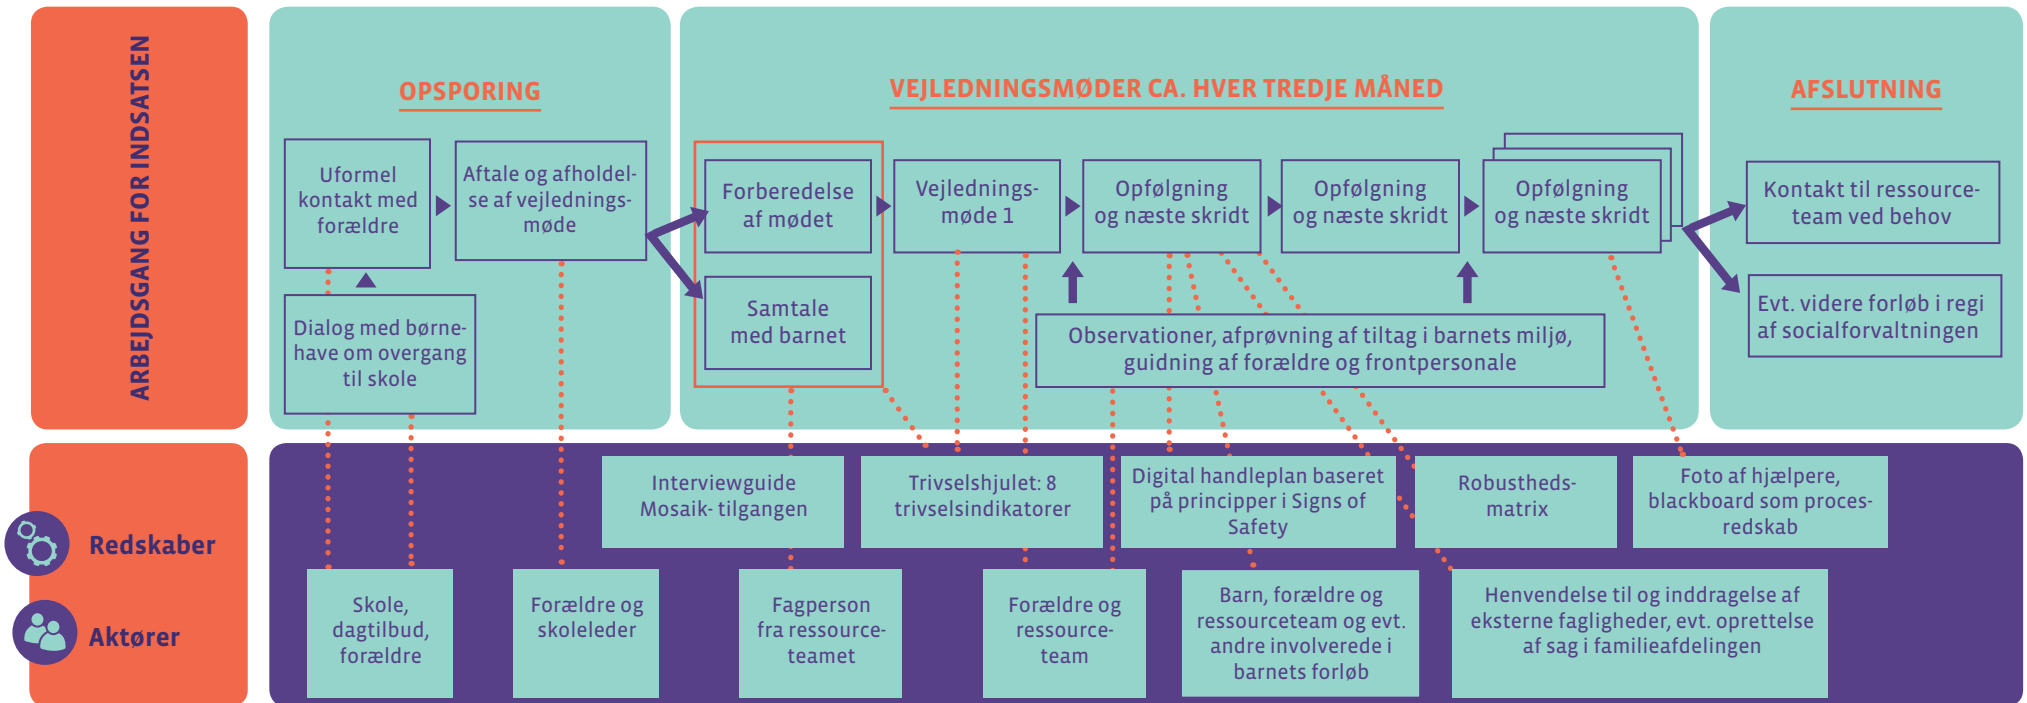 ARBEJDSGANG FOR INDSATSEN
OPSPORING
Uformel
kontakt med
forældre
Aftale og afholdel-
se af vejlednings-
møde
Dialog med børne-
have om overgang
til skole
VEJLEDNINGSMØDER CA. HVER TREDJE MÅNED
Forberedelse
af mødet
Samtale
med barnet
Vejlednings-
møde 1
Opfølgning
og næste skridt
Opfølgning
og næste skridt
Opfølgning
og næste skridt
Observationer, afprøvning af tiltag i barnets miljø,
guidning af forældre og frontpersonale
AFSLUTNING
Kontakt til ressource-
team ved behov
Evt. videre forløb i regi
af socialforvaltningen
Redskaber
Interviewguide
Mosaik- tilgangen
Trivselshjulet: 8
trivselsindikatorer
Digital handleplan baseret
på principper i Signs of
Safety
Robustheds-
matrix
Foto af hjælpere,
blackboard som proces-
redskab
Aktører
Skole,
dagtilbud,
forældre
Forældre og
skoleleder
Fagperson
fra ressource-
teamet
Forældre og
ressource-
team
Barn, forældre og
ressourceteam og evt.
andre involverede i
barnets forløb
Henvendelse til og inddragelse af
eksterne fagligheder, evt. oprettelse
af sag i familieafdelingen